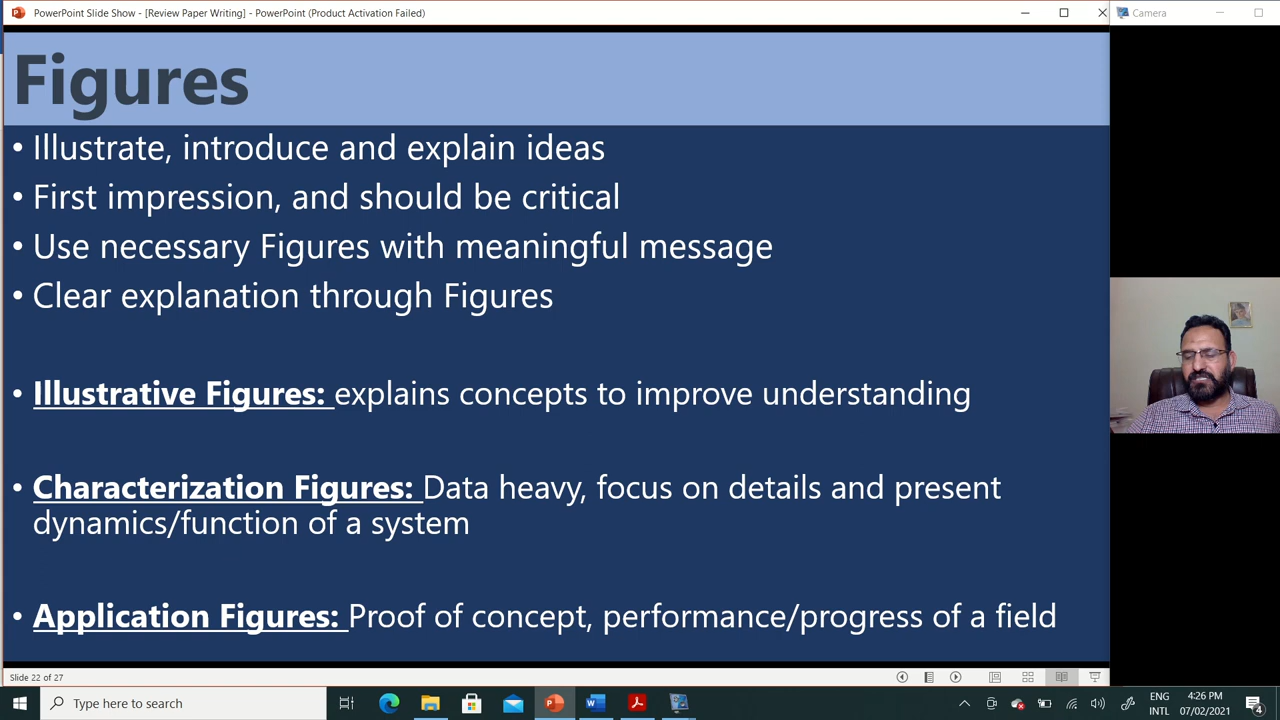 PowerPoint Slide Show - [Review Paper Writing] - PowerPoint (Product Activation Failed)
Camera
Figures
• Illustrate, introduce and explain ideas
• First impression, and should be critical
• Use necessary Figures with meaningful message
• Clear explanation through Figures
• Illustrative Figures: explains concepts to improve understanding
• Characterization Figures: Data heavy, focus on details and present
dynamics/function of a system
• Application Figures: Proof of concept, performance/progress of a field
Slide 22 of 27
Type here to search
ENG
INTL
4:26 PM
07/02/2021
4